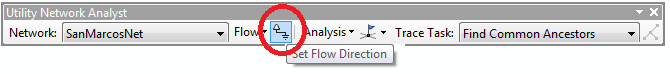 Utility Network Analyst
Network: SanMarcosNet Flow Analysis Trace Task: Find Common Ancestors
Set Flow Direction